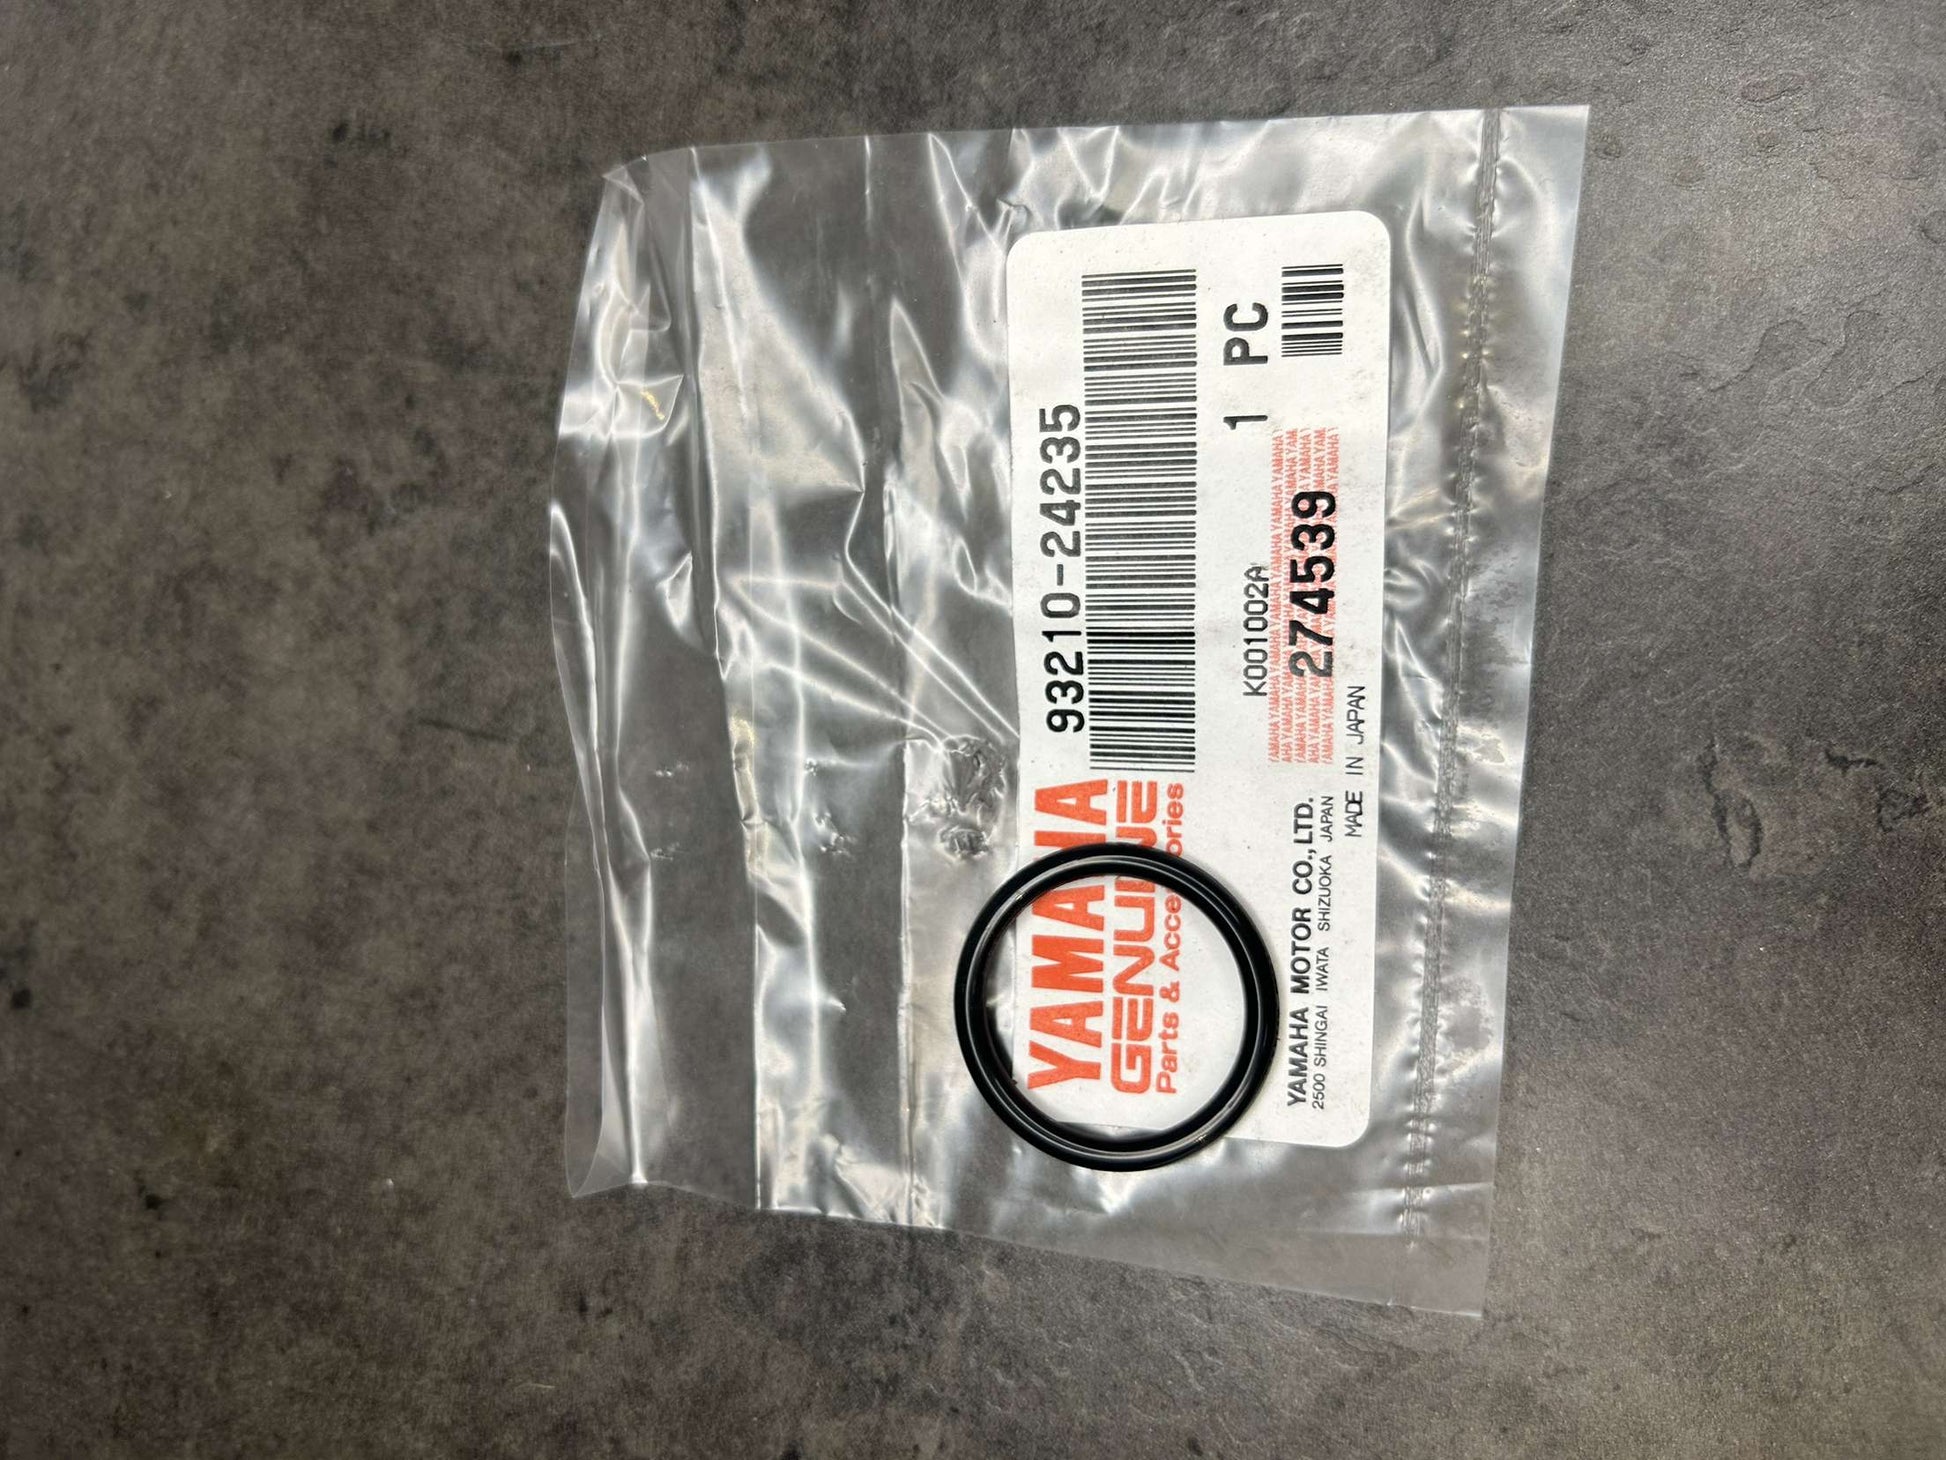 93210-24235
YAMAHA
GENUINE
Parts &
1 PC
K001002A
274539
YAMAHA MOTOR CO.,LTD.
2500 SHINGAI IWATA SHIZUOKA JAPAN
MADE IN JAPAN